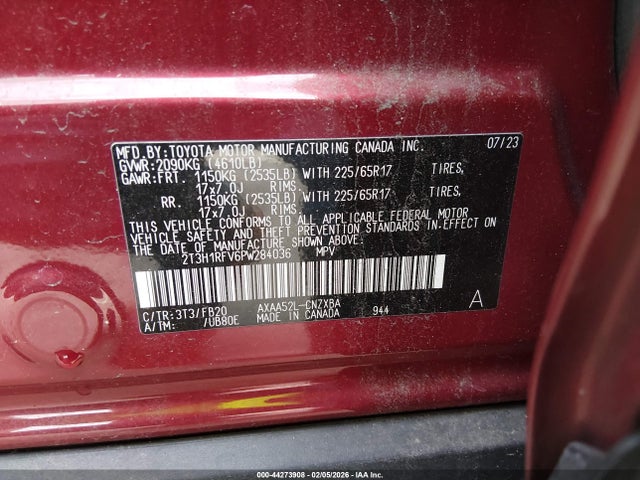 MFD.BY:TOYOTA MOTOR MANUFACTURING CANADA INC. 07/23
GVWR:2090KG (4610LB)
GAWR:FRT 1150KG (2535LB) WITH 225/65R17 TIRES,
17x7.0J RIMS,
RR. 1150KG (2535LB) WITH 225/65R17 TIRES,
17x7.0J RIMS.
THIS VEHICLE CONFORMS TO ALL APPLICABLE FEDERAL MOTOR
VEHICLE SAFETY AND THEFT PREVENTION STANDARDS IN EFFECT ON
THE DATE OF MANUFACTURE SHOWN ABOVE.
2T3H1RFV6PW284036 MPV
C/TR:3T3/FB20 AXAA52L-CNZXBA 944 A
A/TM: /UB80E MADE IN CANADA
000-44273908 - 02/05/2026 - IAA Corp.